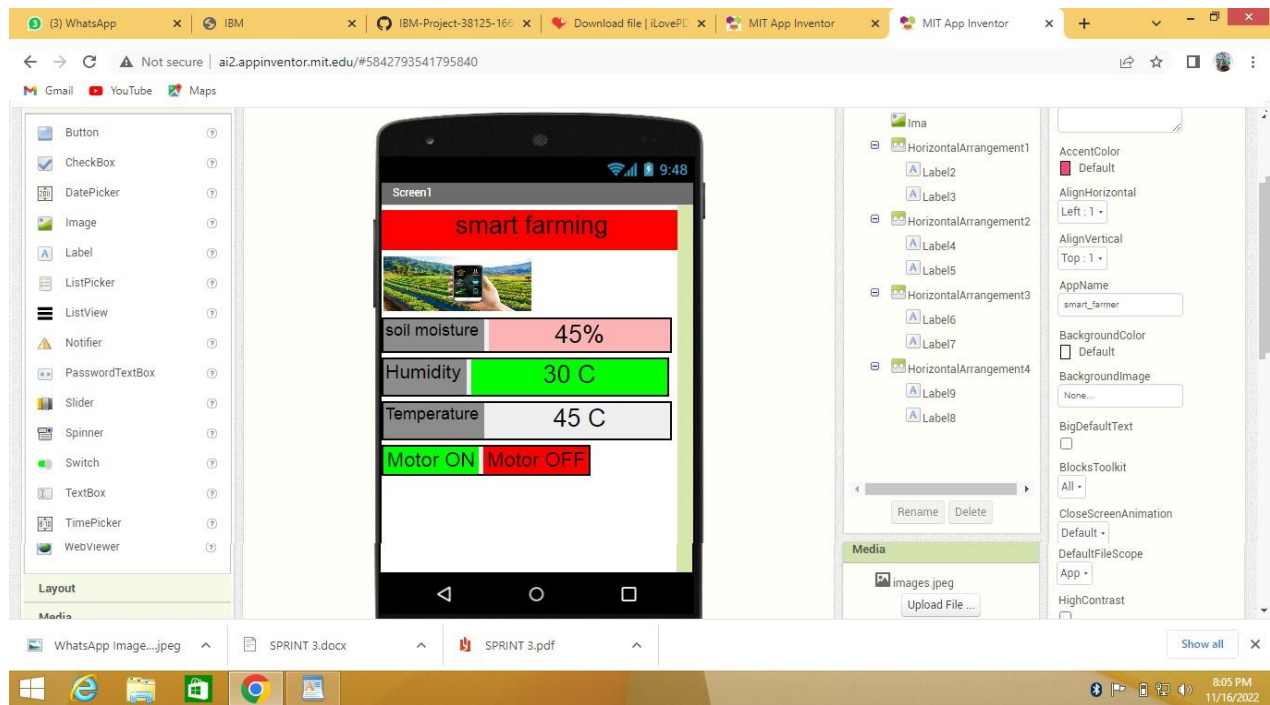 (3) WhatsApp
IBM
IBM-Project-38125-166
Download file | iLovePD
MIT App Inventor
MIT App Inventor
Not secure | ai2.appinventor.mit.edu/#5842793541795840
Gmail YouTube Maps
Button
CheckBox
DatePicker
Image
Label
ListPicker
ListView
Notifier
PasswordTextBox
Slider
Spinner
Switch
TextBox
TimePicker
WebViewer
Layout
Media
9:48
Screen1
smart farming
soil moisture 45%
Humidity 30 C
Temperature 45 C
Motor ON Motor OFF
Ima
HorizontalArrangement1
Label2
Label3
HorizontalArrangement2
Label4
Label5
HorizontalArrangement3
Label6
Label7
HorizontalArrangement4
Label9
Label8
Rename Delete
Media
images.jpeg
Upload File ...
AccentColor
Default
AlignHorizontal
Left : 1
AlignVertical
Top : 1
AppName
smart_farmer
BackgroundColor
Default
BackgroundImage
None...
BigDefaultText
BlocksToolkit
All
CloseScreenAnimation
Default
DefaultFileScope
App
HighContrast
WhatsApp Image....jpeg
SPRINT 3.docx
SPRINT 3.pdf
Show all
8:05 PM
11/16/2022